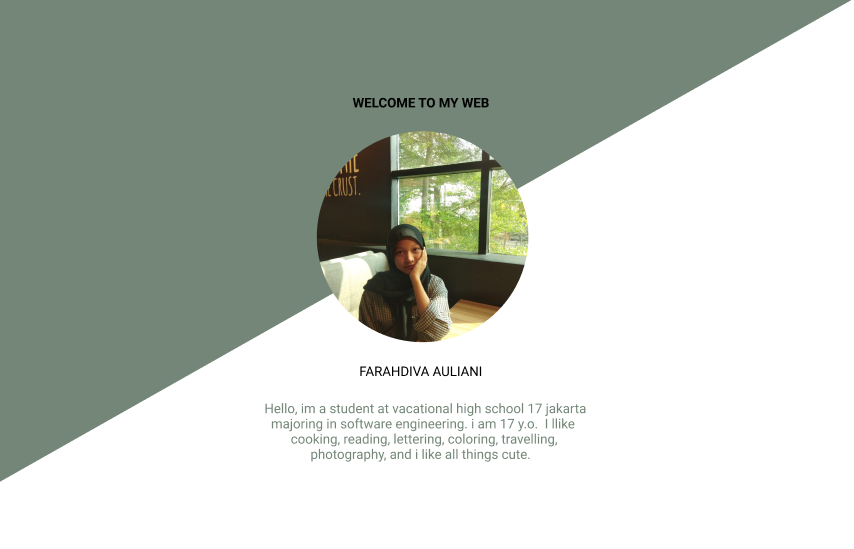 WELCOME TO MY WEB
CRUST.
FARAHDIVA AULIANI
Hello, im a student at vacational high school 17 jakarta
majoring in software engineering. i am 17 y.o.  I llike
cooking, reading, lettering, coloring, travelling,
photography, and i like all things cute.